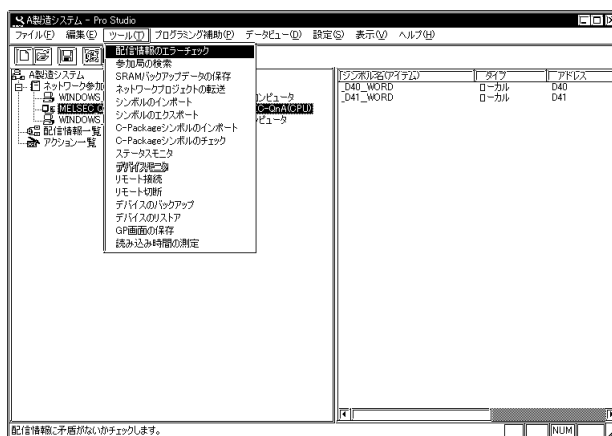 A製造システム - Pro Studio
ファイル(F) 編集(E) ツール(T) プログラミング補助(P) データビュー(D) 設定(S) 表示(V) ヘルプ(H)
配信情報のエラーチェック
参加局の検索
SRAMバックアップデータの保存
ネットワークプロジェクトの転送
シンボルのインポート
シンボルのエクスポート
C-Packageシンボルのインポート
C-Packageシンボルのチェック
ステータスモニタ
デバイスモニタ
リモート接続
リモート切断
デバイスのバックアップ
デバイスのリストア
GP画面の保存
読み込み時間の測定
A製造システム
ネットワーク参加
WINDOWS
ンピュータ
MELSEC
C-QnA(CPU)
WINDOWS
ピュータ
配信情報一覧
アクション一覧
シンボル名(アイテム) タイプ アドレス
_D40_WORD ローカル D40
_D41_WORD ローカル D41
配信情報に矛盾がないかチェックします。
NUM